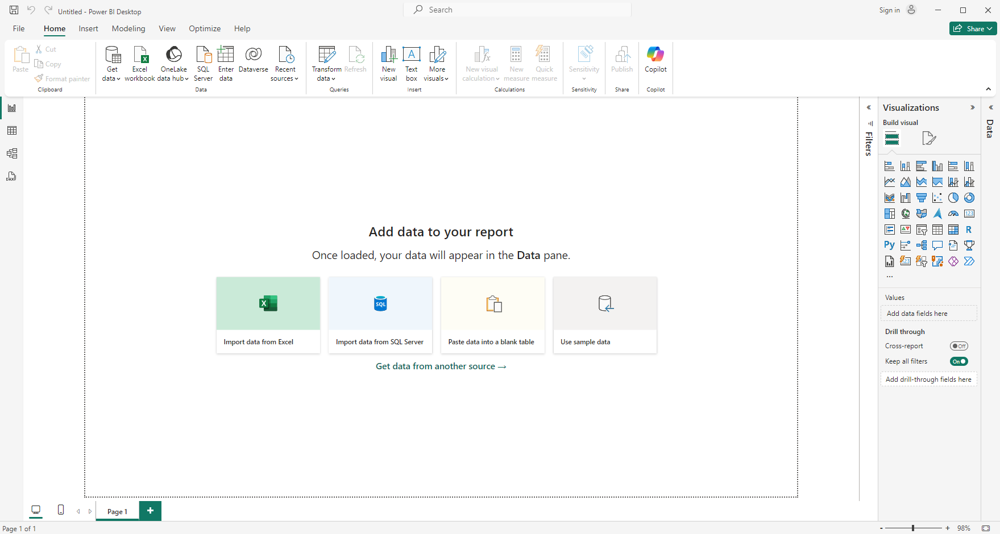 Untitled - Power BI Desktop
Search
Sign in
File
Home
Insert
Modeling
View
Optimize
Help
Share
Paste
Cut
Copy
Format painter
Clipboard
Get
data
Excel
workbook
OneLake
data hub
SQL
Server
Enter
data
Dataverse
Recent
sources
Data
Transform
data
Refresh
Queries
New
visual
A
Text
box
More
visuals
Insert
New visual
calculation
New
measure
Quick
measure
Calculations
Sensitivity
Sensitivity
Publish
Share
Copilot
Copilot
DAX
Add data to your report
Once loaded, your data will appear in the Data pane.
X
SQL
Import data from Excel
Import data from SQL Server
Paste data into a blank table
Use sample data
Get data from another source →
Filters
Visualizations
Build visual
123
R
Py
123
...
Values
Add data fields here
Drill through
Cross-report
Off
Keep all filters
On
Add drill-through fields here
Data
Page 1
+
Page 1 of 1
- + 98%